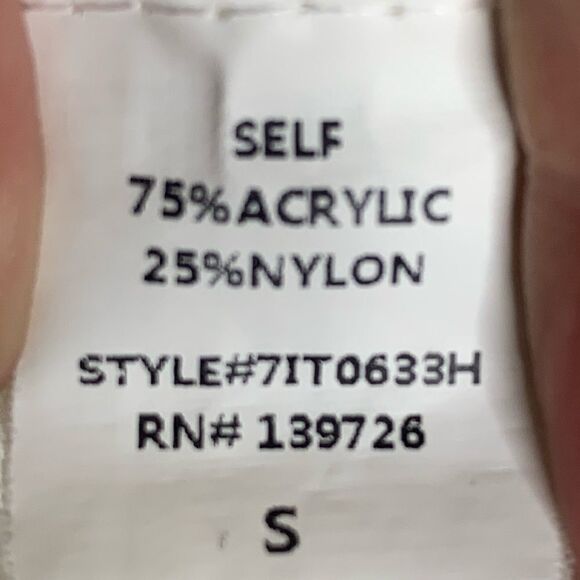 SELF
75%ACRYLIC
25%NYLON
STYLE#7IT0633H
RN# 139726
S